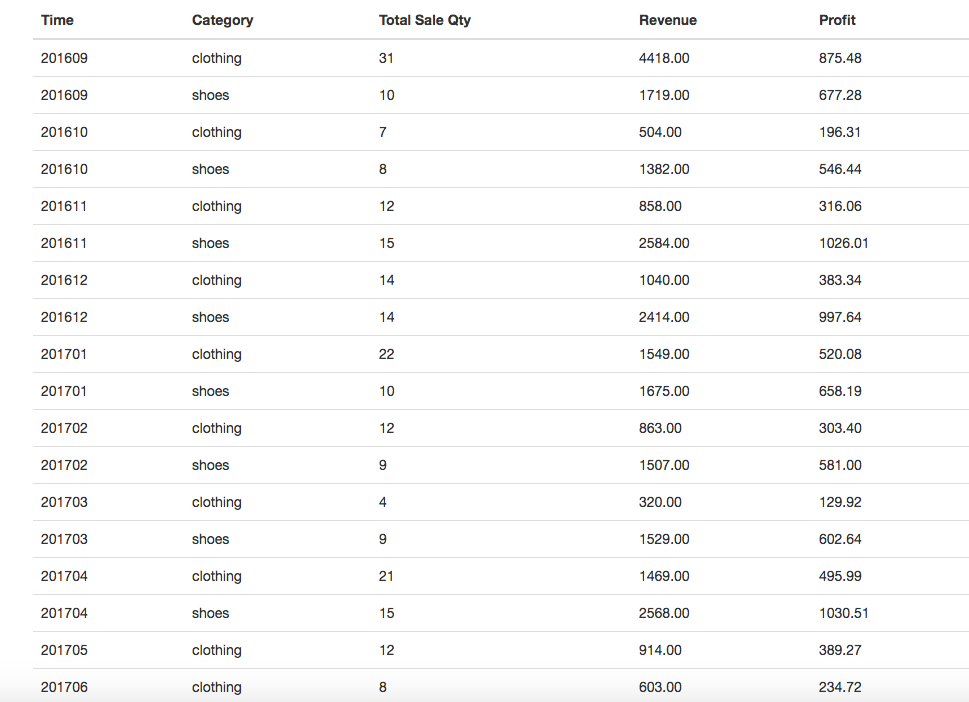 Time Category Total Sale Qty Revenue Profit
201609 clothing 31 4418.00 875.48
201609 shoes 10 1719.00 677.28
201610 clothing 7 504.00 196.31
201610 shoes 8 1382.00 546.44
201611 clothing 12 858.00 316.06
201611 shoes 15 2584.00 1026.01
201612 clothing 14 1040.00 383.34
201612 shoes 14 2414.00 997.64
201701 clothing 22 1549.00 520.08
201701 shoes 10 1675.00 658.19
201702 clothing 12 863.00 303.40
201702 shoes 9 1507.00 581.00
201703 clothing 4 320.00 129.92
201703 shoes 9 1529.00 602.64
201704 clothing 21 1469.00 495.99
201704 shoes 15 2568.00 1030.51
201705 clothing 12 914.00 389.27
201706 clothing 8 603.00 234.72